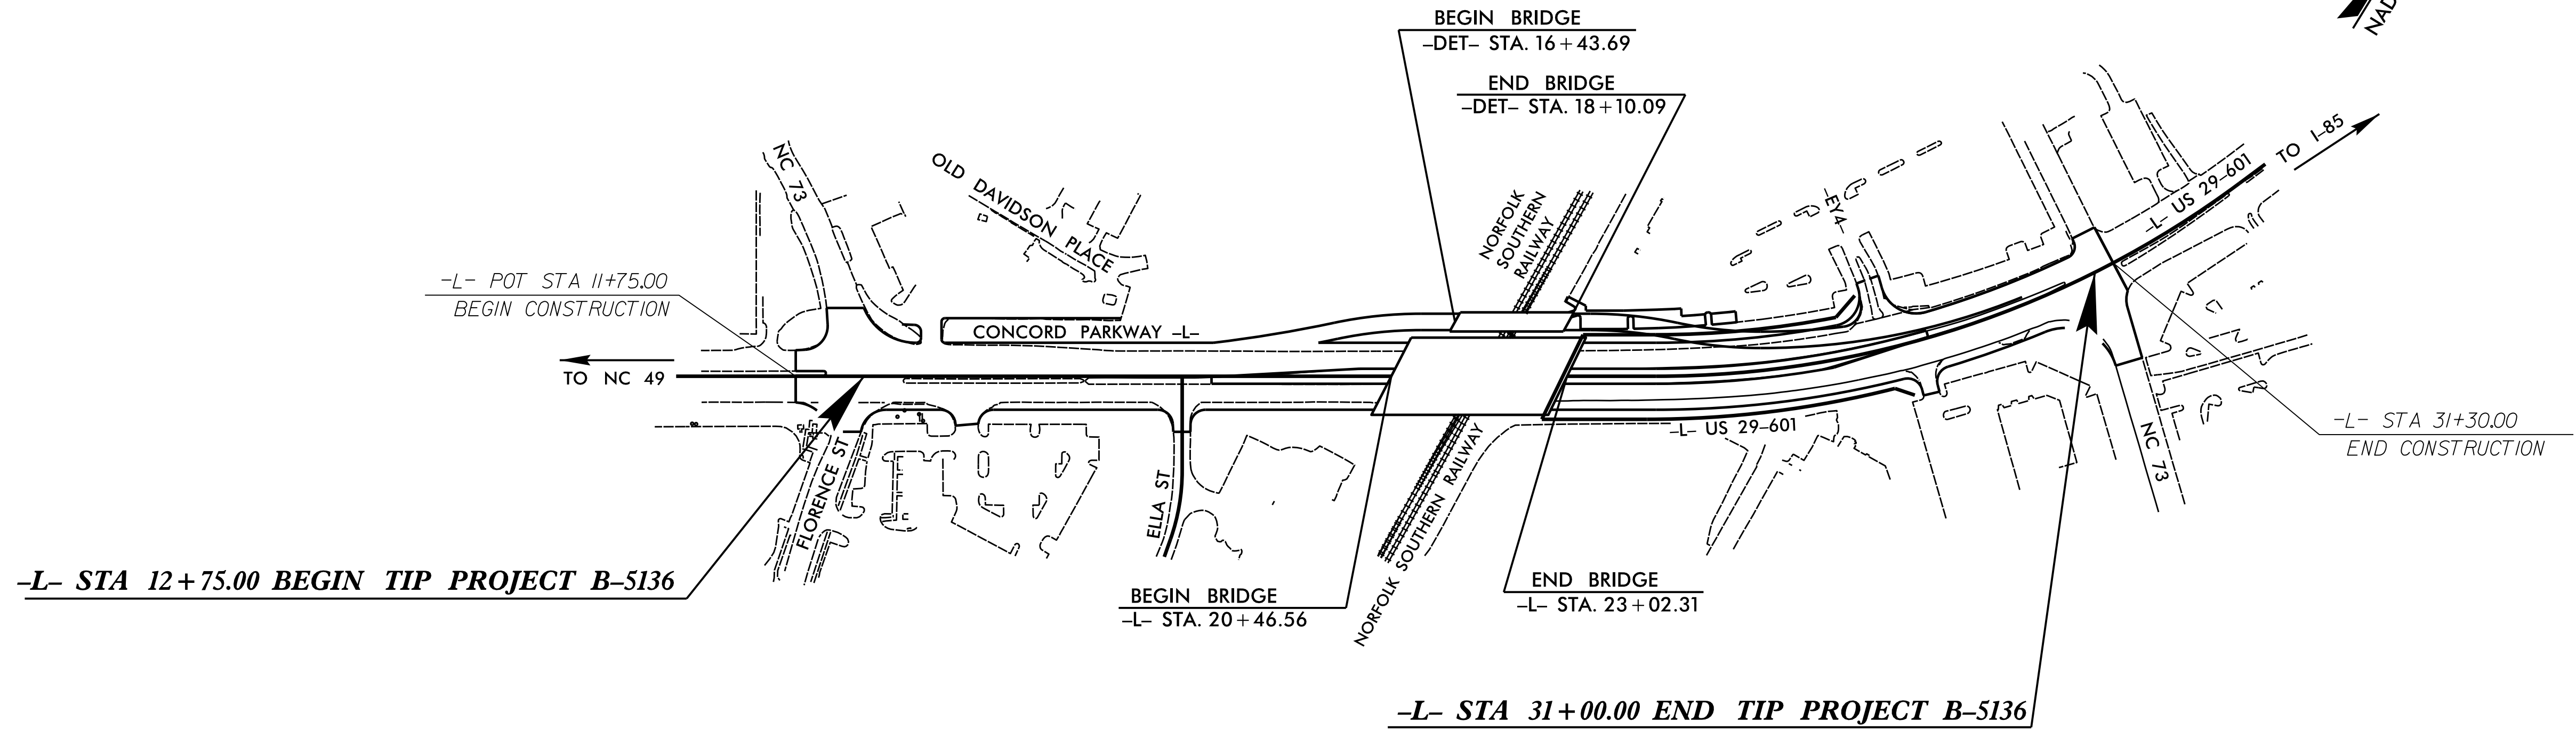 BEGIN BRIDGE
–DET– STA. 16+43.69
END BRIDGE
–DET– STA. 18+10.09
NAD
NC 73
OLD DAVIDSON PLACE
NORFOLK
SOUTHERN
RAILWAY
–EY4–
–L– US 29–601
TO I–85
-L- POT STA 11+75.00
BEGIN CONSTRUCTION
CONCORD PARKWAY –L–
TO NC 49
–L– US 29–601
-L- STA 31+30.00
END CONSTRUCTION
NC 73
FLORENCE ST
ELLA ST
NORFOLK SOUTHERN RAILWAY
–L– STA 12+75.00 BEGIN TIP PROJECT B–5136
BEGIN BRIDGE
–L– STA. 20+46.56
END BRIDGE
–L– STA. 23+02.31
–L– STA 31+00.00 END TIP PROJECT B–5136